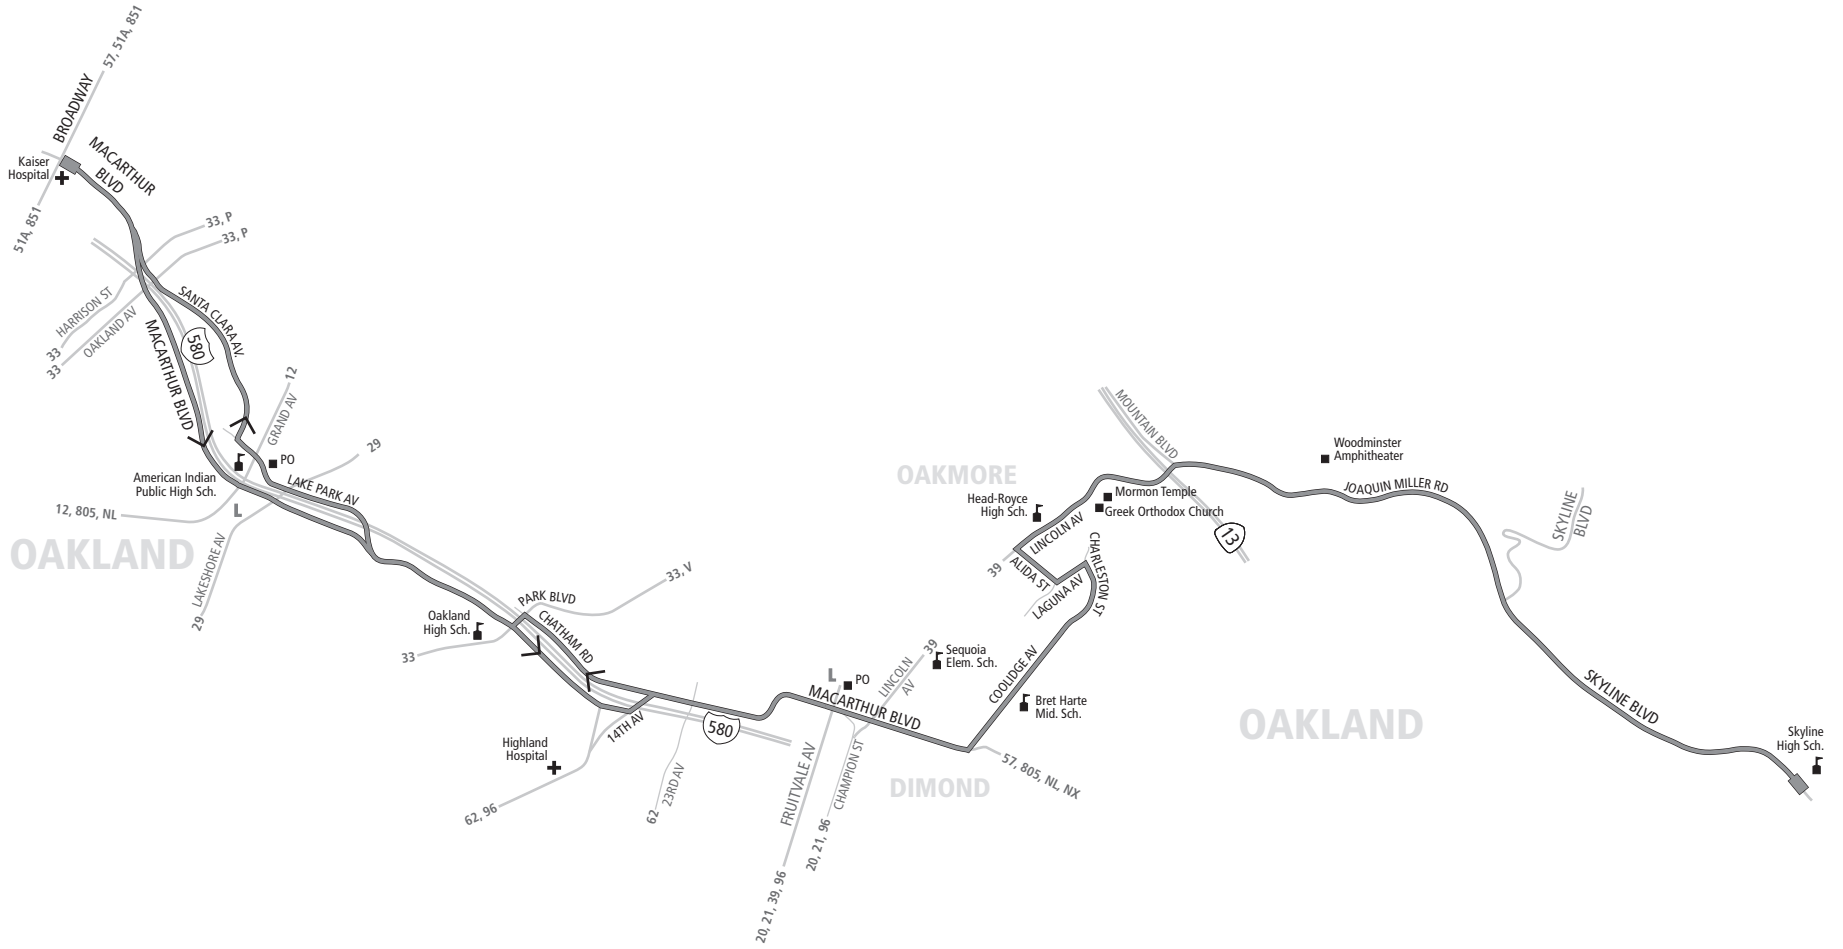 57, 51A, 851
BROADWAY
MACARTHUR
BLVD
Kaiser
Hospital
51A, 851
33, P
33, P
HARRISON ST
OAKLAND AV
33
33
SANTA CLARA AV.
580
MACARTHUR BLVD
12
GRAND AV
29
PO
American Indian
Public High Sch.
LAKE PARK AV
12, 805, NL
L
OAKLAND
LAKESHORE AV
29
33, V
PARK BLVD
Oakland
High Sch.
CHATHAM RD
33
14TH AV
Highland
Hospital
62, 96
580
23RD AV
62
L
PO
MACARTHUR BLVD
LINCOLN
AV
39
Sequoia
Elem. Sch.
FRUITVALE AV
CHAMPION ST
20, 21, 96
20, 21, 39, 96
COOLIDGE AV
Bret Harte
Mid. Sch.
57, 805, NL, NX
DIMOND
OAKMORE
Head-Royce
High Sch.
Mormon Temple
Greek Orthodox Church
LINCOLN AV
39
ALIDA ST
LAGUNA AV
CHARLESTON ST
MOUNTAIN BLVD
13
Woodminster
Amphitheater
JOAQUIN MILLER RD
SKYLINE
BLVD
SKYLINE BLVD
OAKLAND
Skyline
High Sch.